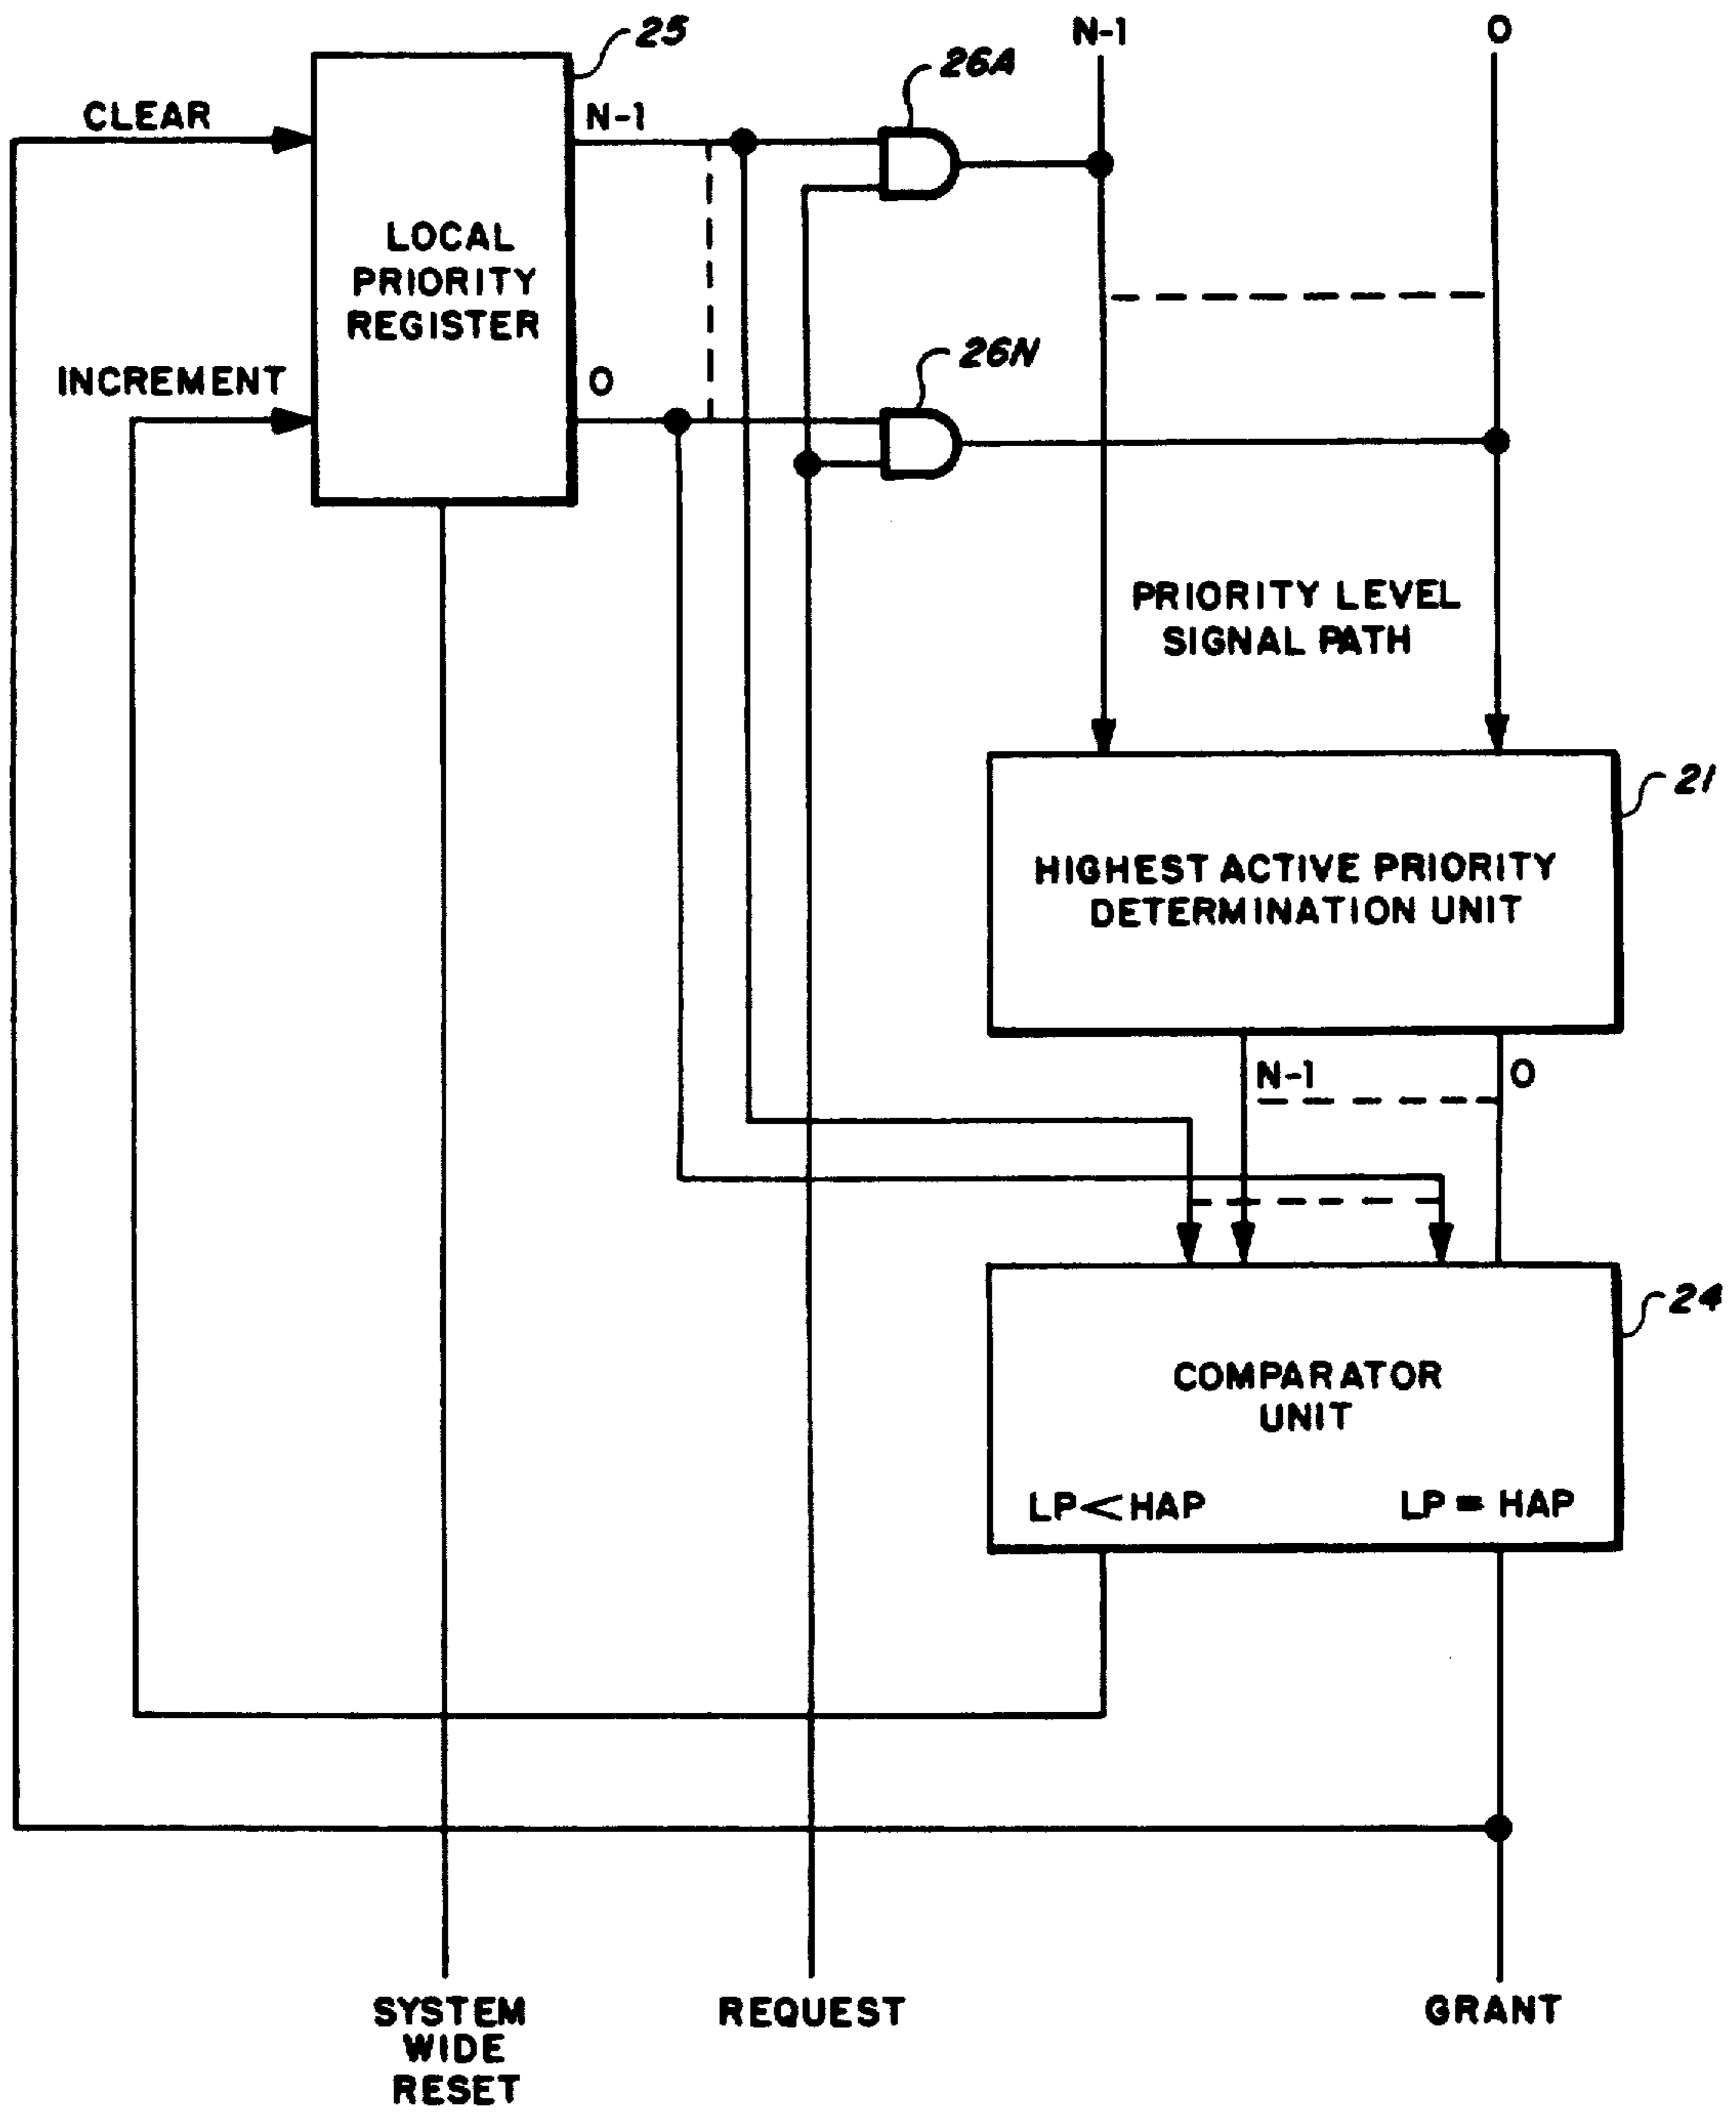 25
N-1
O
26A
CLEAR
N-1
LOCAL
PRIORITY
REGISTER
26N
INCREMENT
O
PRIORITY LEVEL
SIGNAL PATH
21
HIGHEST ACTIVE PRIORITY
DETERMINATION UNIT
N-1
O
24
COMPARATOR
UNIT
LP<HAP
LP = HAP
SYSTEM
WIDE
RESET
REQUEST
GRANT